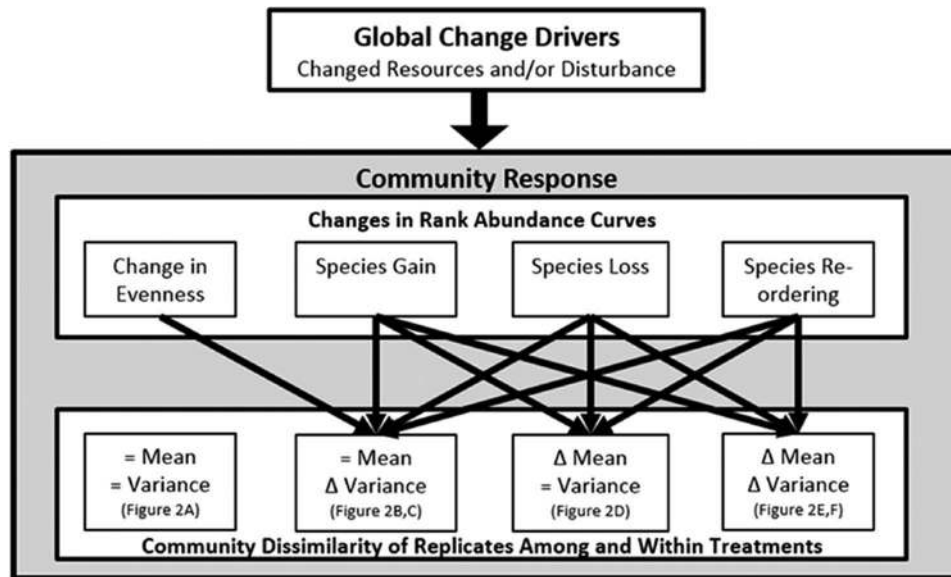 Global Change Drivers
Changed Resources and/or Disturbance
Community Response
Changes in Rank Abundance Curves
Change in
Evenness
Species Gain
Species Loss
Species Re-
ordering
= Mean
= Variance
(Figure 2A)
= Mean
Δ Variance
(Figure 2B,C)
Δ Mean
= Variance
(Figure 2D)
Δ Mean
Δ Variance
(Figure 2E,F)
Community Dissimilarity of Replicates Among and Within Treatments